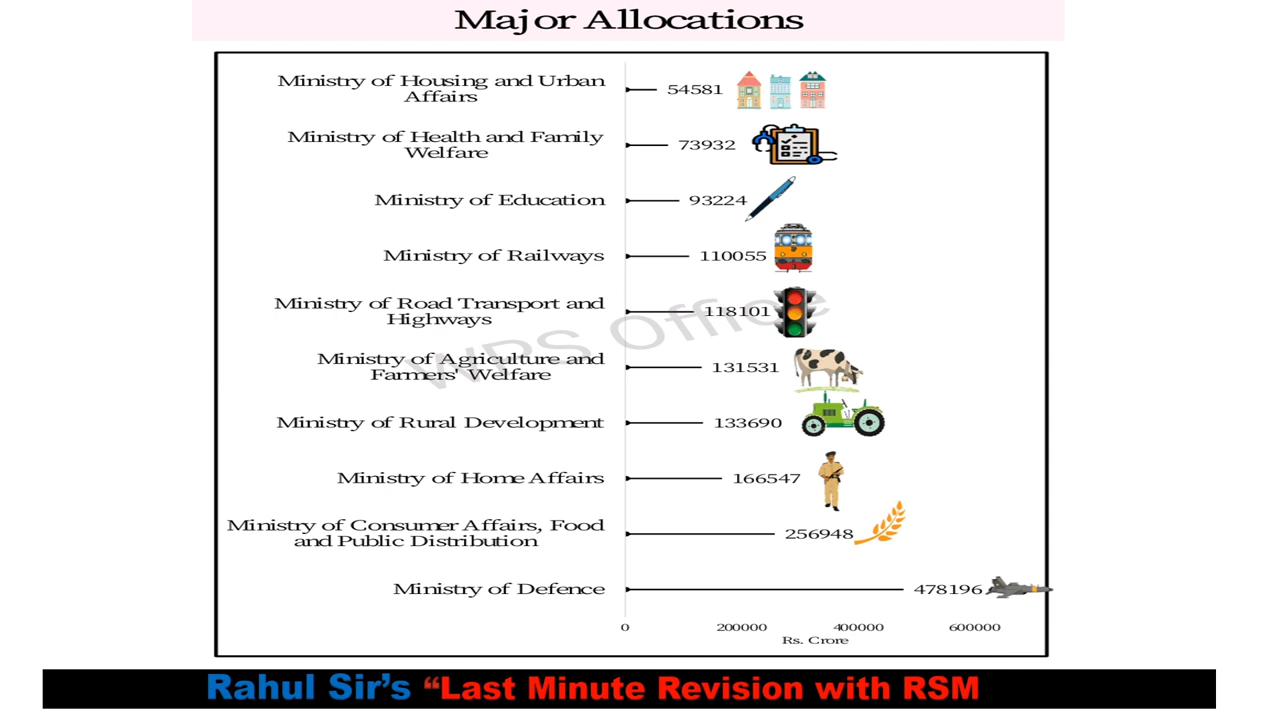 Major Allocations
Ministry of Housing and Urban
Affairs
54581
Ministry of Health and Family
Welfare
73932
Ministry of Education
93224
Ministry of Railways
110055
Ministry of Road Transport and
Highways
118101
Ministry of Agriculture and
Farmers' Welfare
131531
Ministry of Rural Development
133690
Ministry of Home Affairs
166547
Ministry of Consumer Affairs, Food
and Public Distribution
256948
Ministry of Defence
478196
0 200000 400000 600000
Rs. Crore
WPS Office
Rahul Sir's “Last Minute Revision with RSM